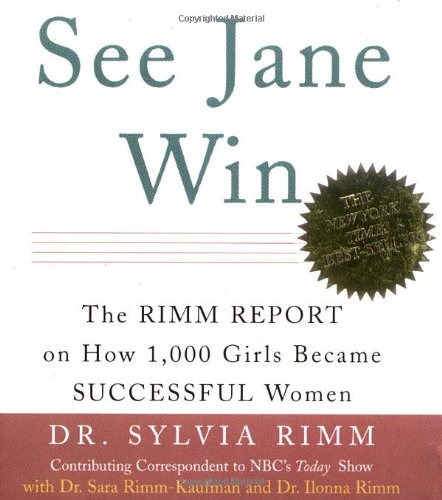 See Jane
Win
THE
NEW YORK
TIMES
BEST-SELLER
The RIMM REPORT
on How 1,000 Girls Became
SUCCESSFUL Women
DR. SYLVIA RIMM
Contributing Correspondent to NBC's Today Show
with Dr. Sara Rimm-Kaufman and Dr. Ilonna Rimm